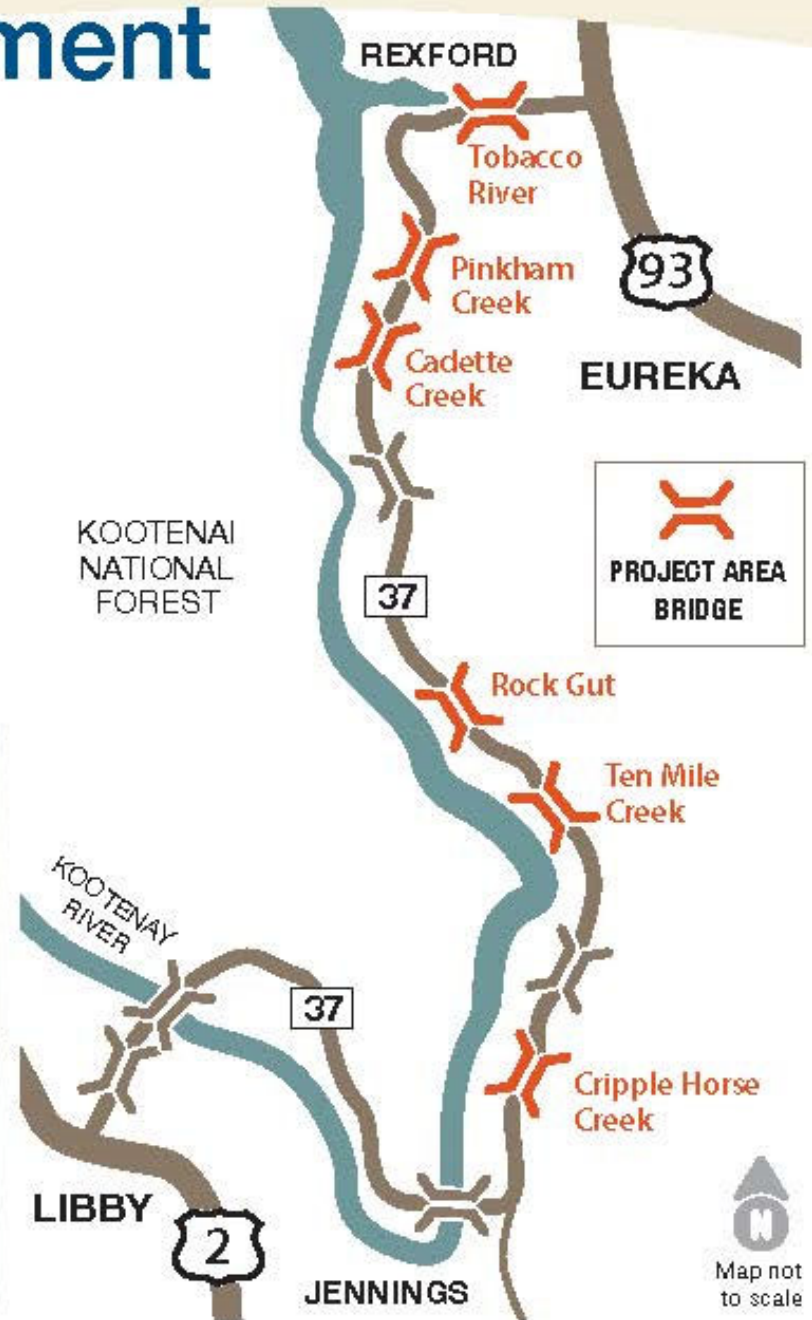 ment
REXFORD
Tobacco
River
Pinkham
Creek
93
Cadette
Creek
EUREKA
KOOTENAI
NATIONAL
FOREST
37
PROJECT AREA
BRIDGE
Rock Gut
Ten Mile
Creek
KOOTENAY
RIVER
37
Cripple Horse
Creek
LIBBY
2
JENNINGS
N
Map not
to scale